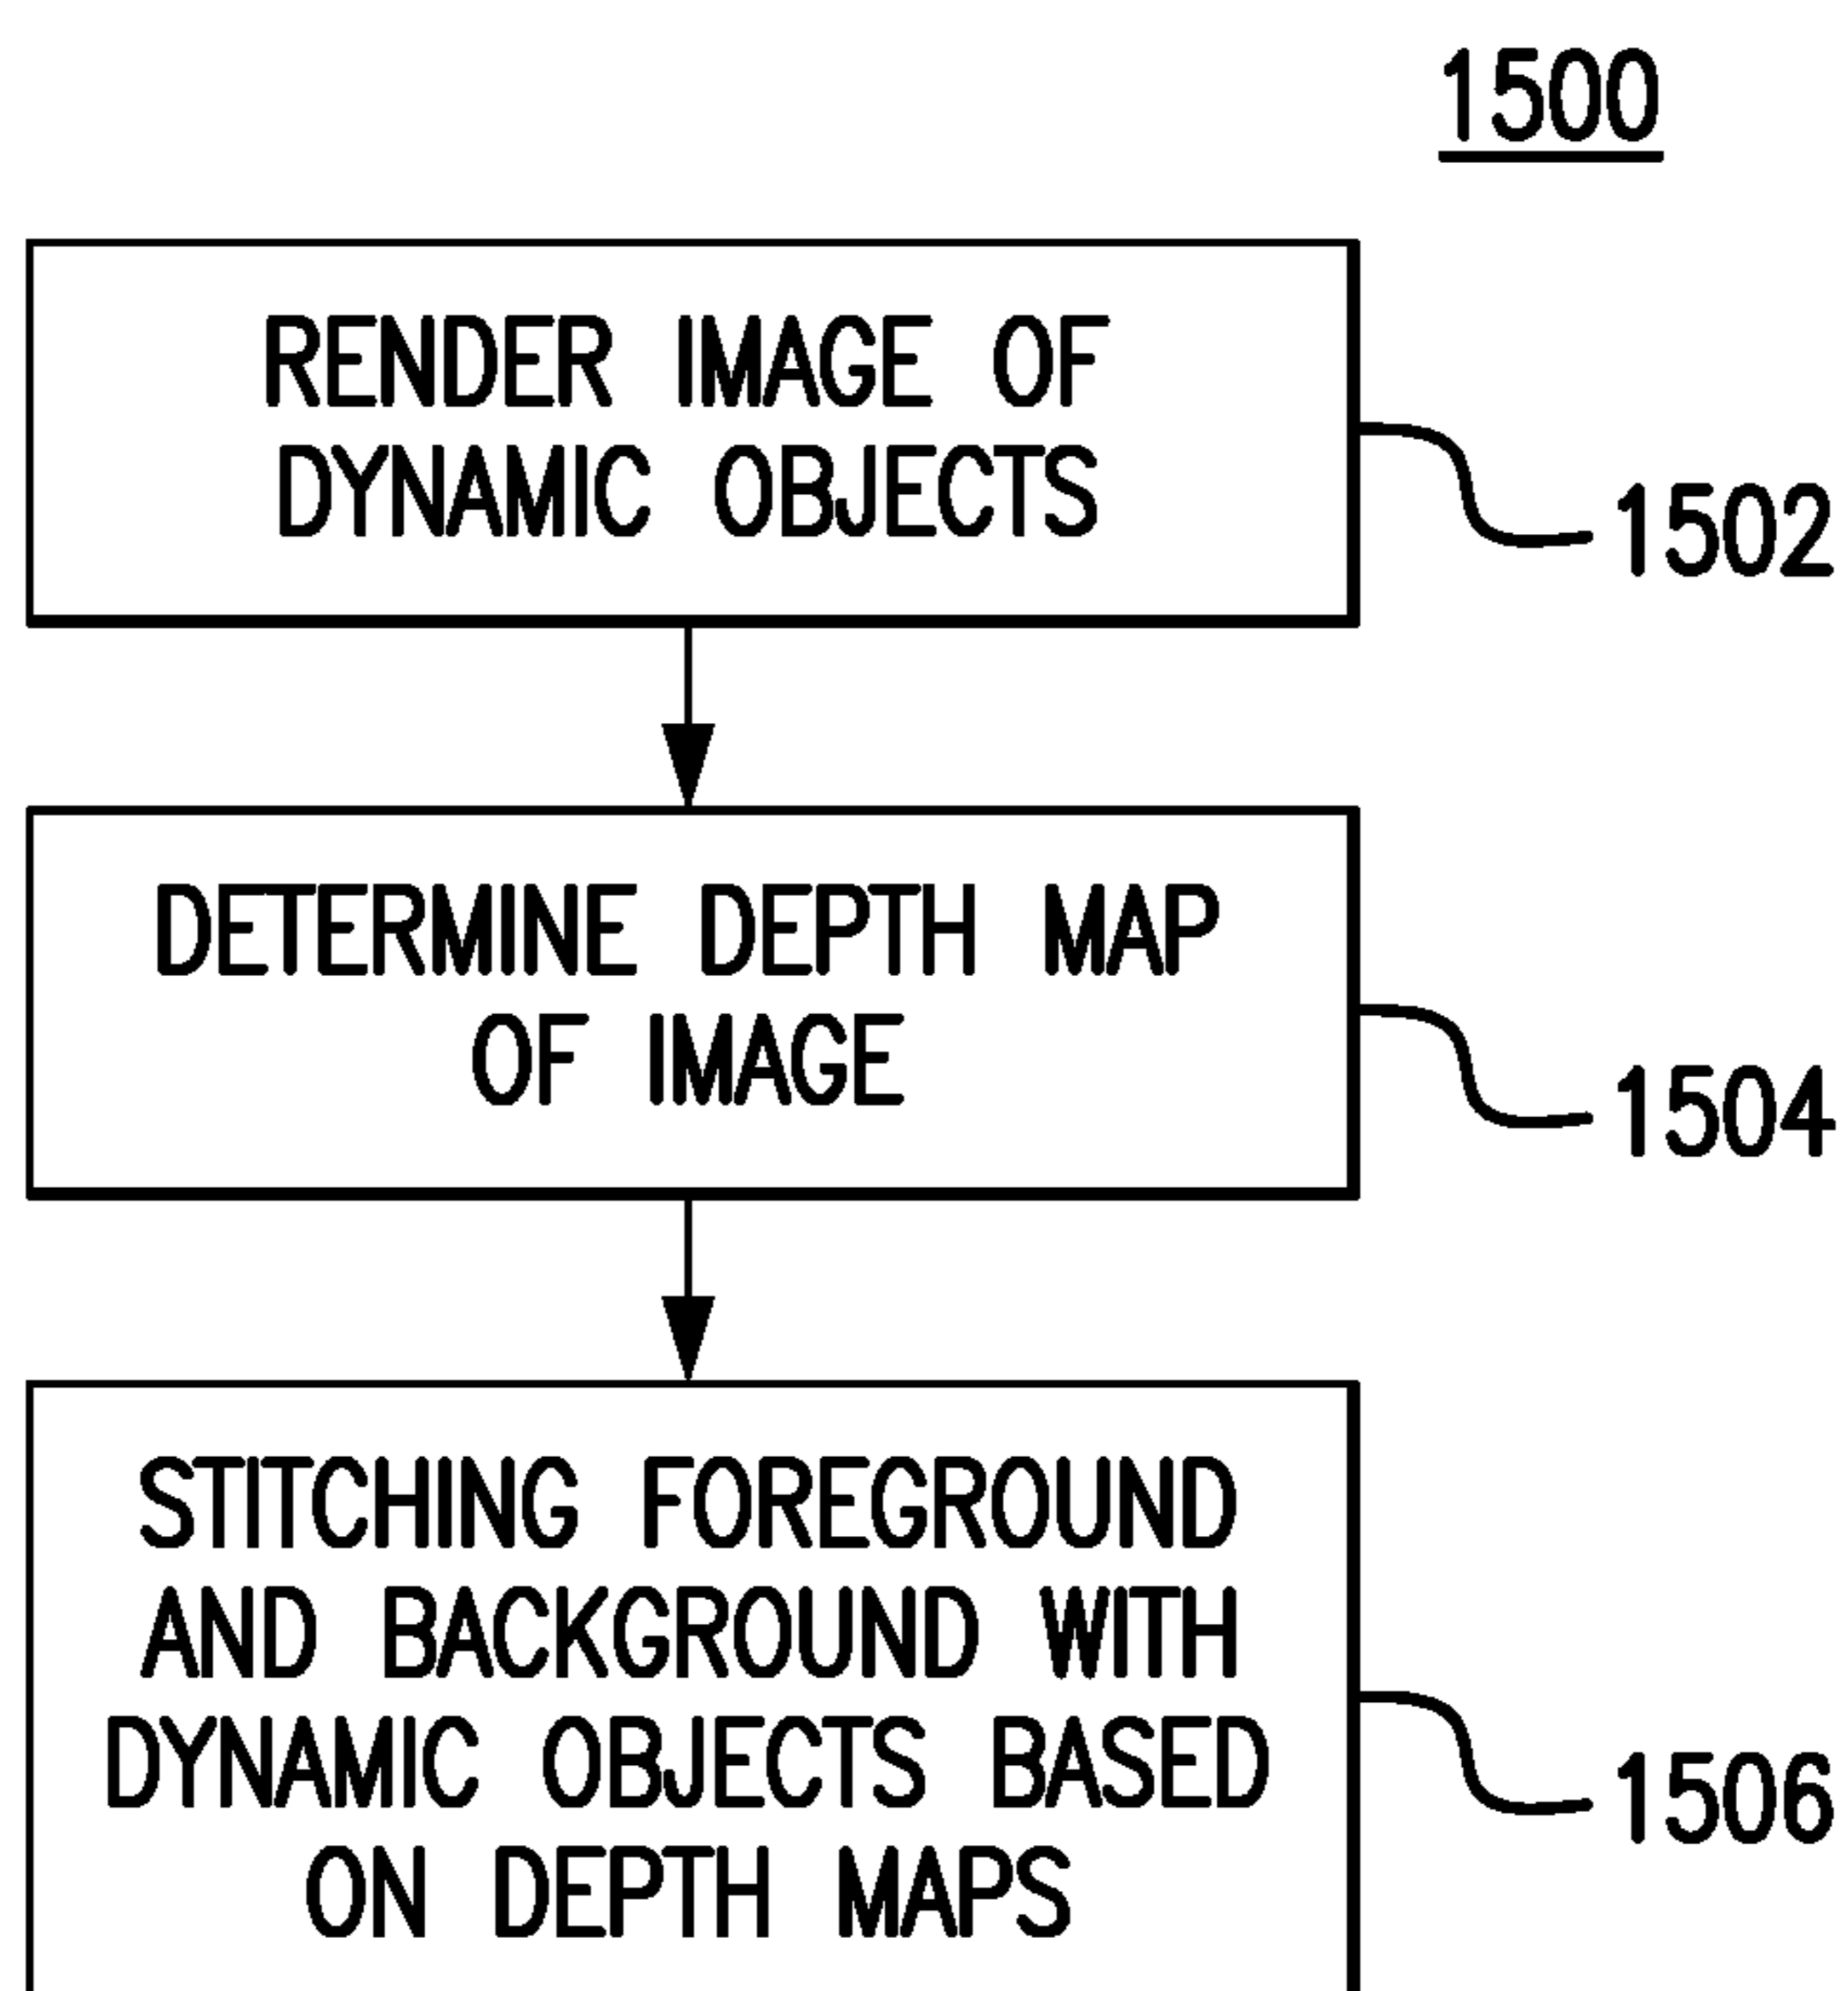 1500
RENDER IMAGE OF
DYNAMIC OBJECTS
1502
DETERMINE DEPTH MAP
OF IMAGE
1504
STITCHING FOREGROUND
AND BACKGROUND WITH
DYNAMIC OBJECTS BASED
ON DEPTH MAPS
1506